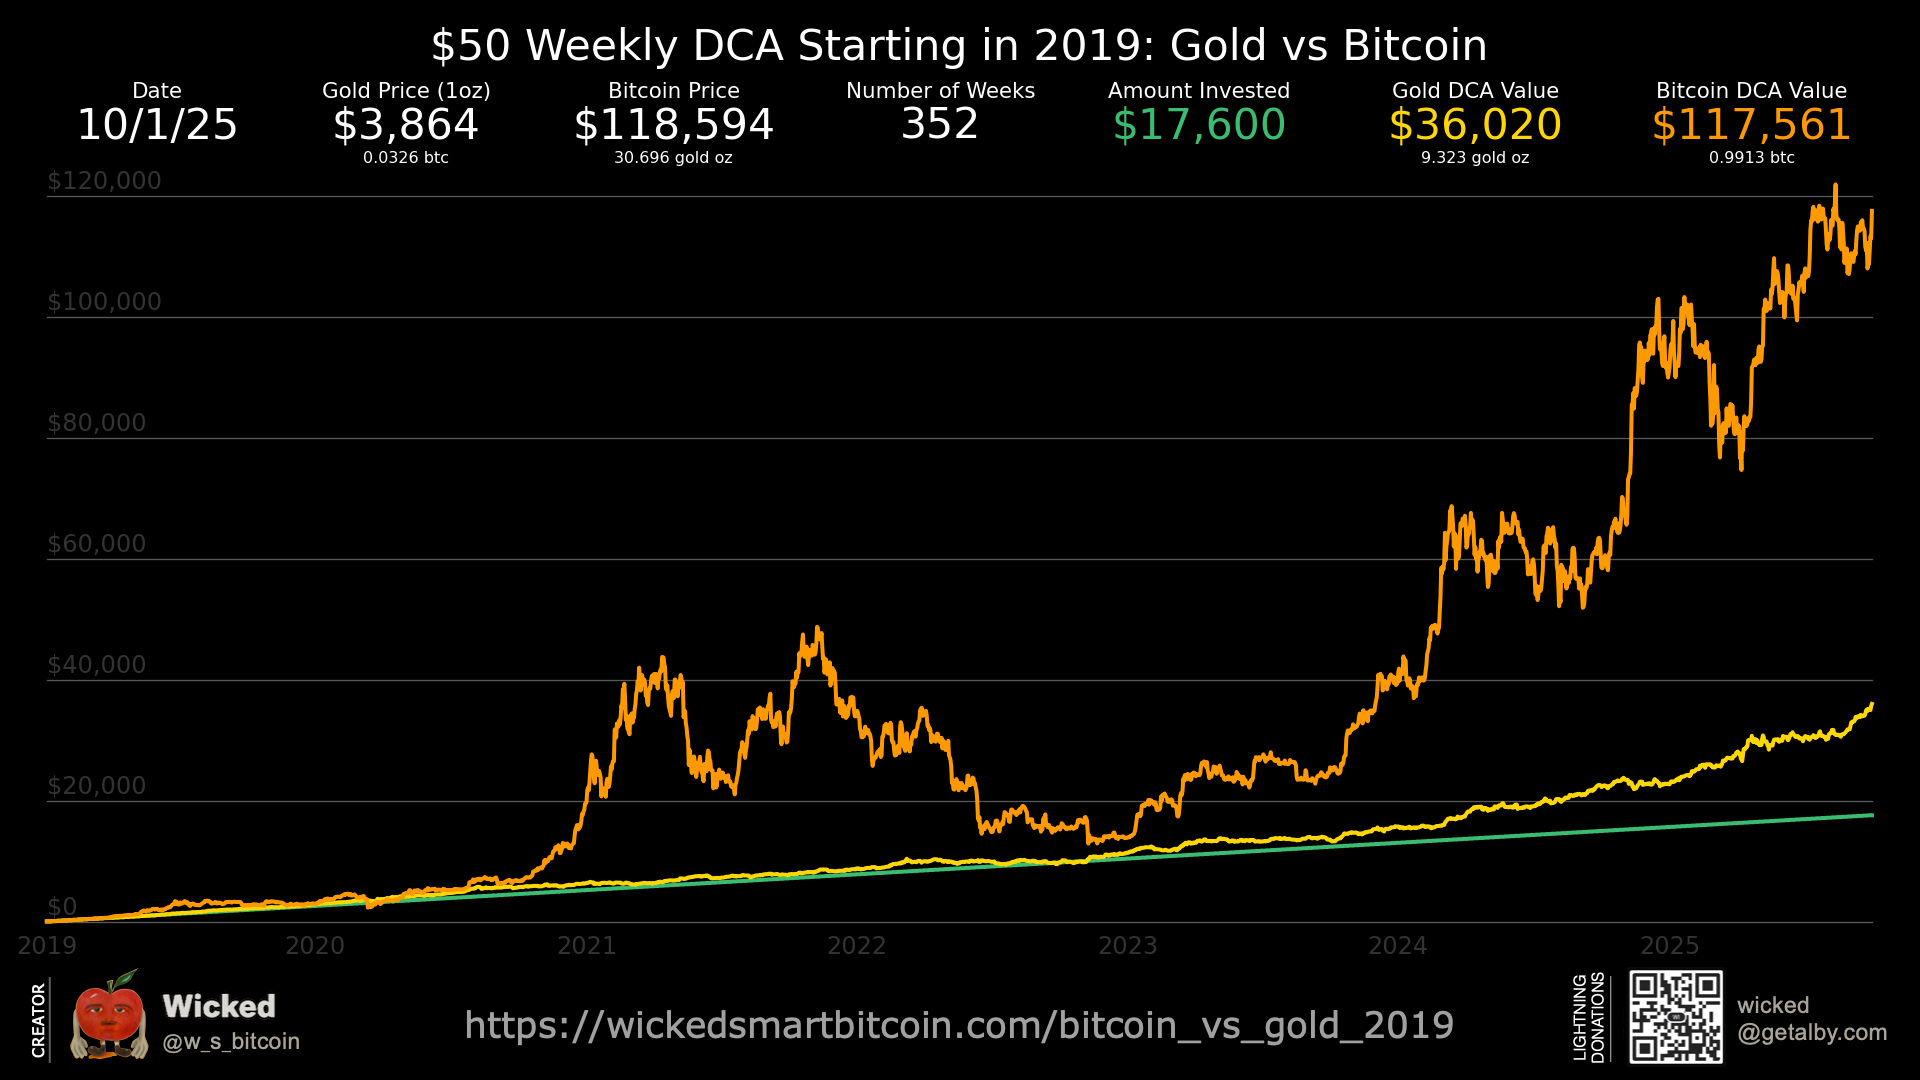 $50 Weekly DCA Starting in 2019: Gold vs Bitcoin
Date
10/1/25
Gold Price (1oz)
$3,864
0.0326 btc
Bitcoin Price
$118,594
30.696 gold oz
Number of Weeks
352
Amount Invested
$17,600
Gold DCA Value
$36,020
9.323 gold oz
Bitcoin DCA Value
$117,561
0.9913 btc
$120,000
$100,000
$80,000
$60,000
$40,000
$20,000
$0
2019 2020 2021 2022 2023 2024 2025
CREATOR
Wicked
@w_s_bitcoin
https://wickedsmartbitcoin.com/bitcoin_vs_gold_2019
LIGHTNING
DONATIONS
wicked
@getalby.com